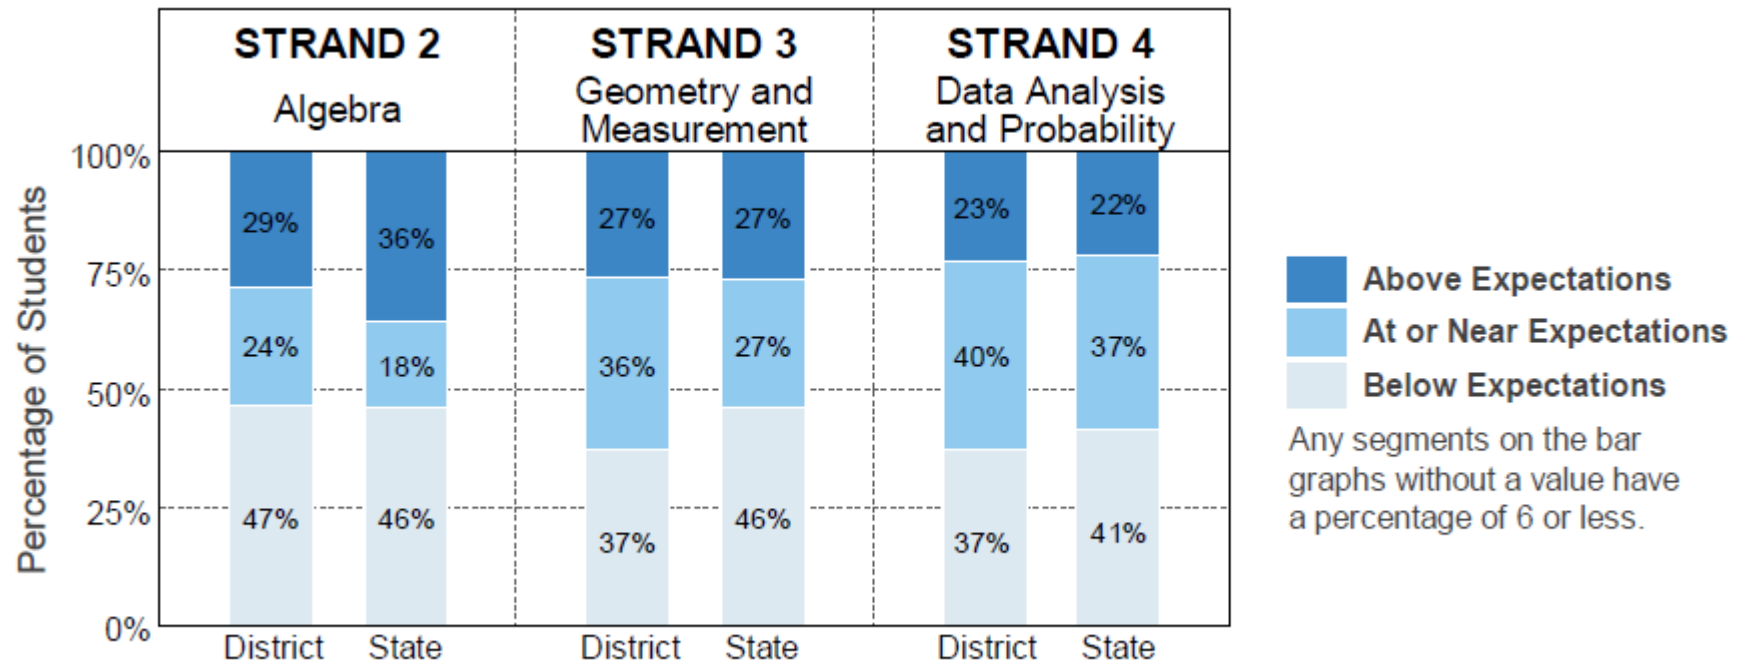 STRAND 2
Algebra
STRAND 3
Geometry and
Measurement
STRAND 4
Data Analysis
and Probability
Percentage of Students
100%
75%
50%
25%
0%
29%
24%
47%
36%
18%
46%
27%
36%
37%
27%
27%
46%
23%
40%
37%
22%
37%
41%
District
State
District
State
District
State
Above Expectations
At or Near Expectations
Below Expectations
Any segments on the bar
graphs without a value have
a percentage of 6 or less.